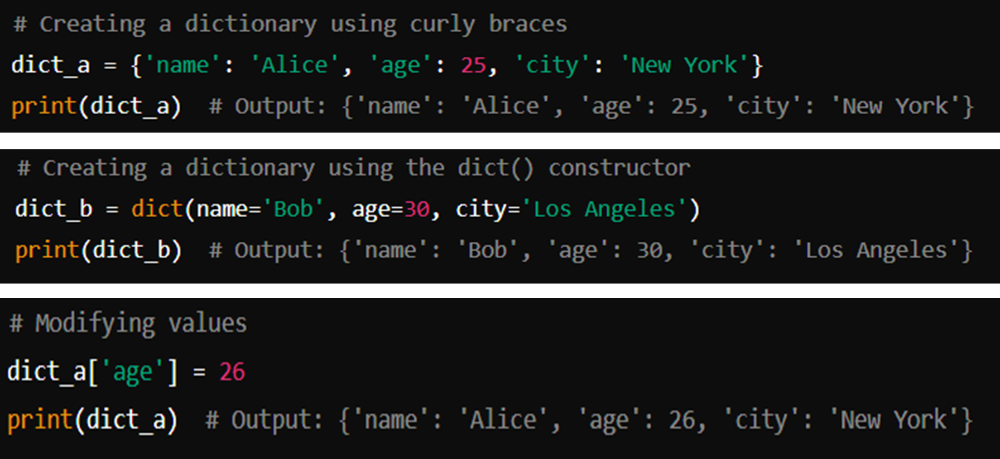 # Creating a dictionary using curly braces
dict_a = {'name': 'Alice', 'age': 25, 'city': 'New York'}
print(dict_a)  # Output: {'name': 'Alice', 'age': 25, 'city': 'New York'}
# Creating a dictionary using the dict() constructor
dict_b = dict(name='Bob', age=30, city='Los Angeles')
print(dict_b)  # Output: {'name': 'Bob', 'age': 30, 'city': 'Los Angeles'}
# Modifying values
dict_a['age'] = 26
print(dict_a)  # Output: {'name': 'Alice', 'age': 26, 'city': 'New York'}